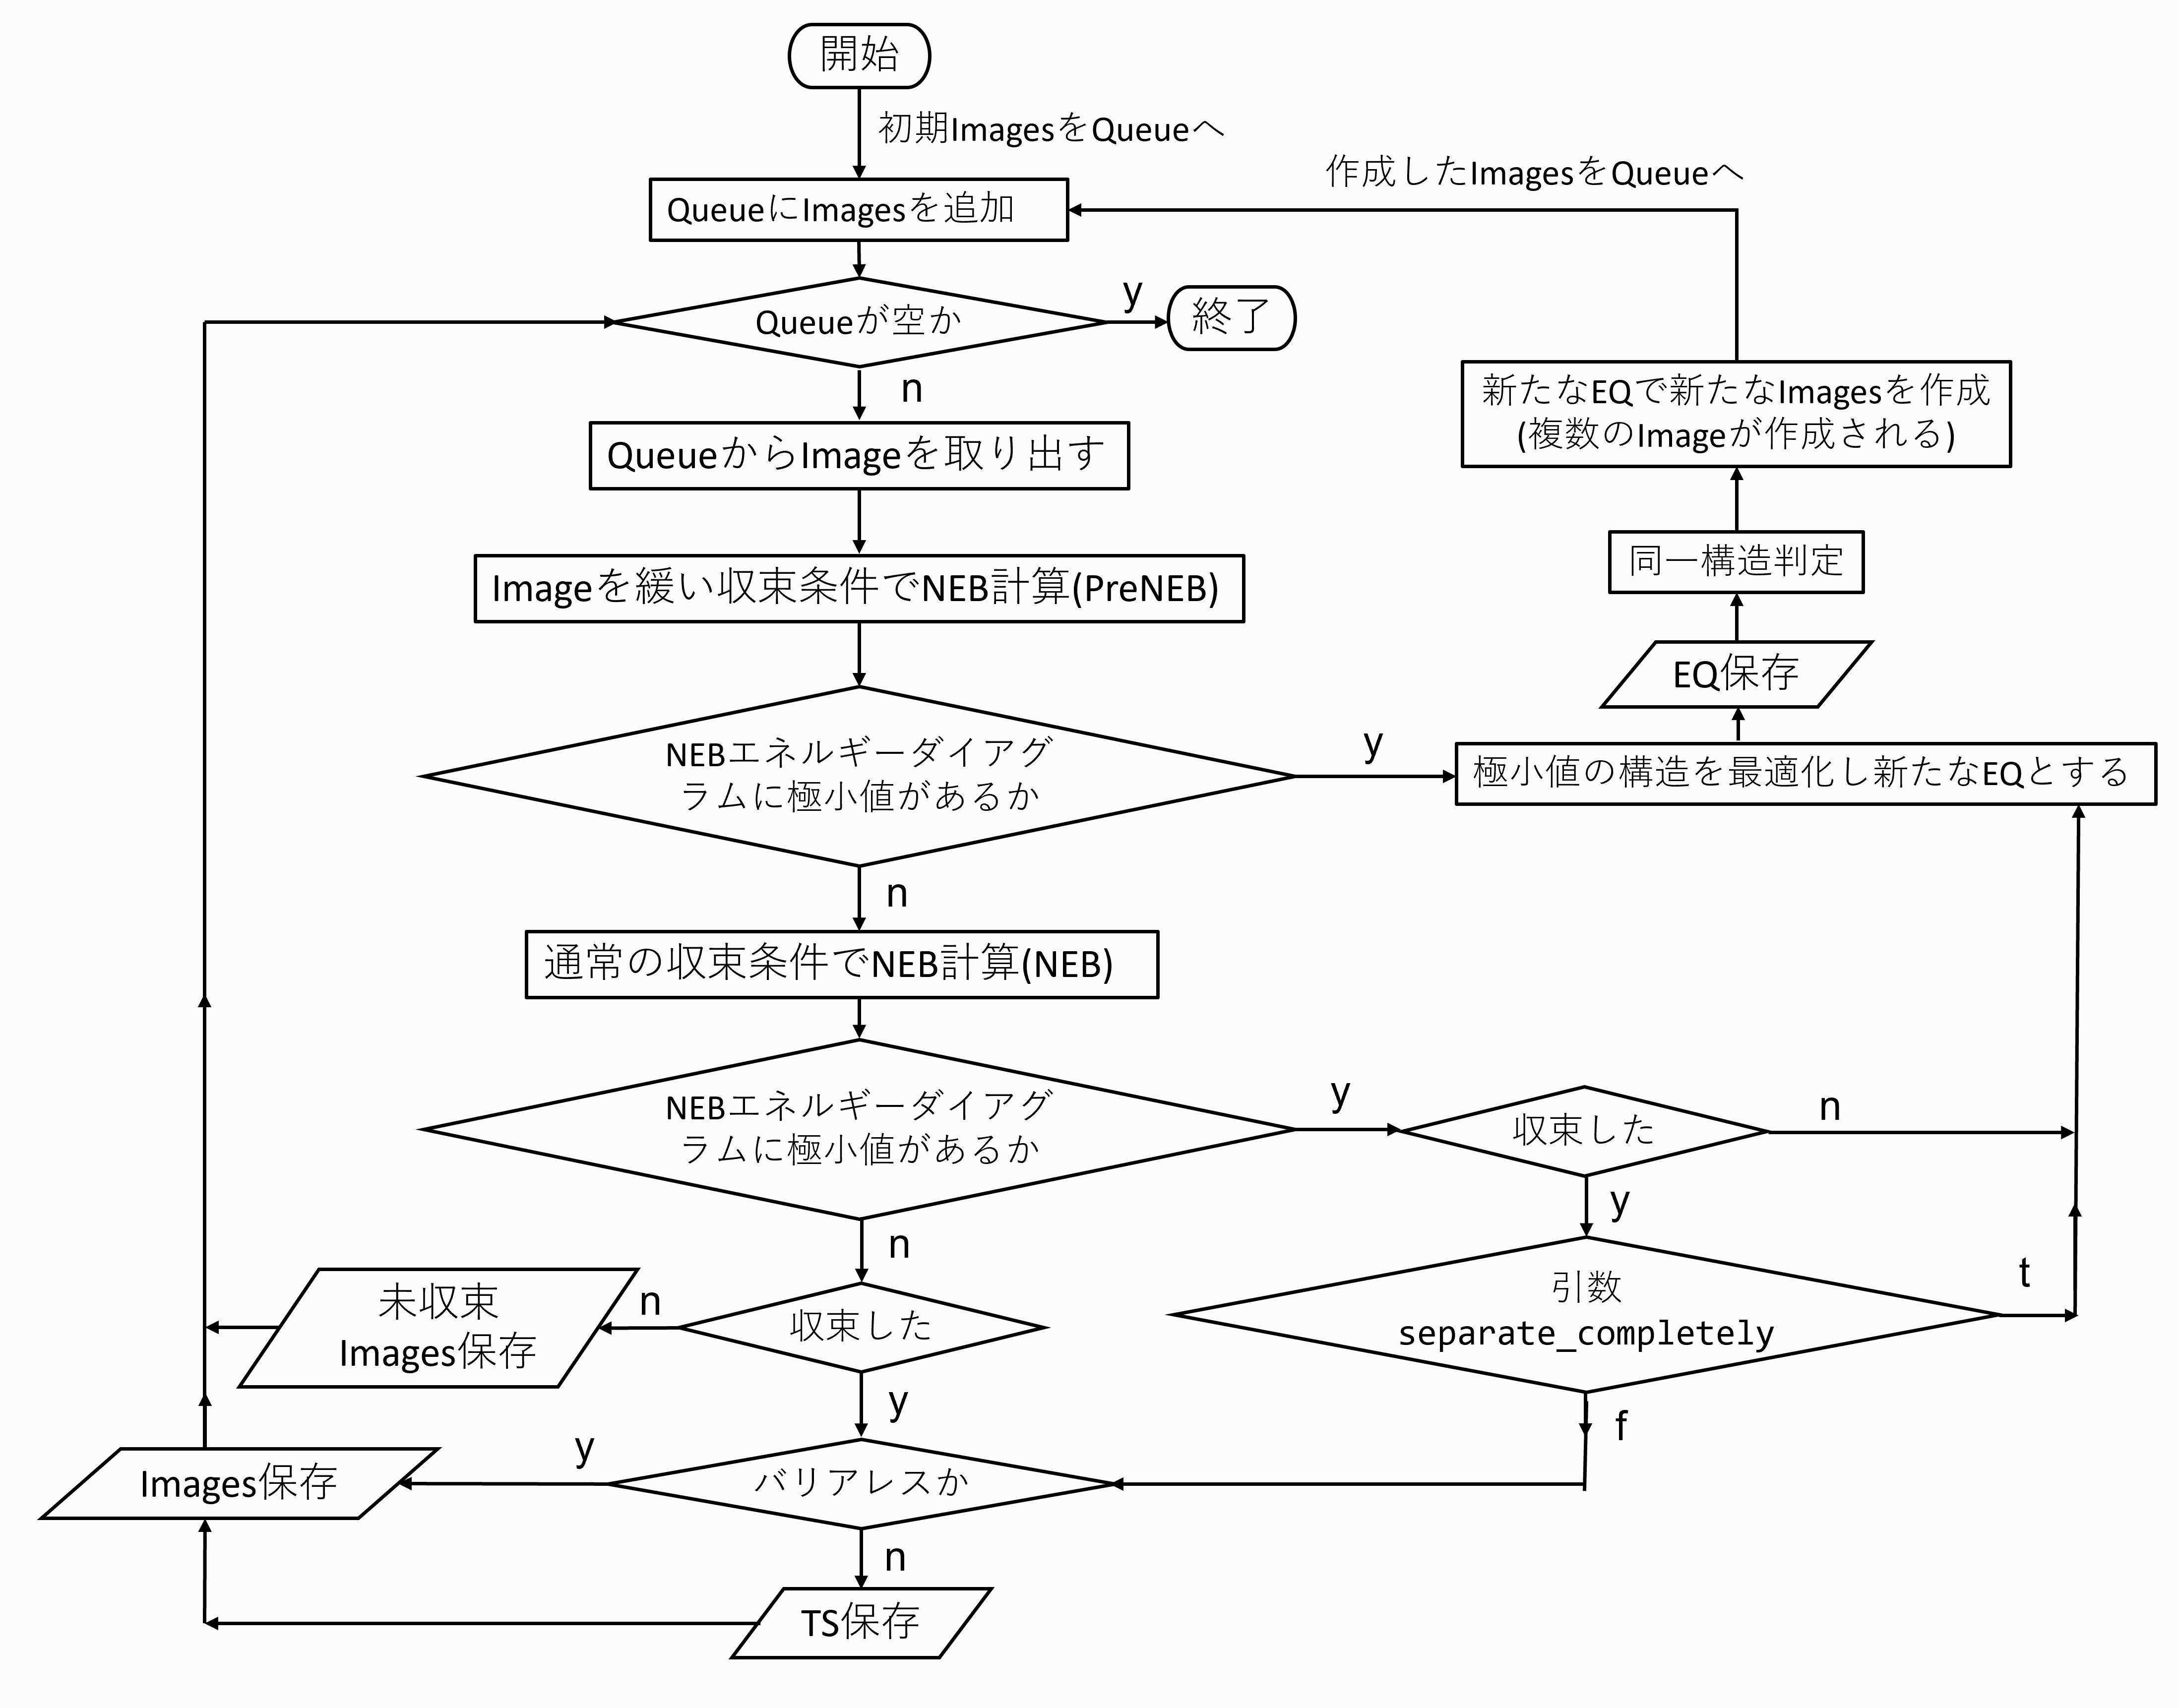 開始
初期ImagesをQueueへ
作成したImagesをQueueへ
QueueにImagesを追加
Queueが空か
y
終了
n
新たなEQで新たなImagesを作成
(複数のImageが作成される)
QueueからImageを取り出す
同一構造判定
Imageを緩い収束条件でNEB計算(PreNEB)
EQ保存
NEBエネルギーダイアグ
ラムに極小値があるか
y
極小値の構造を最適化し新たなEQとする
n
通常の収束条件でNEB計算(NEB)
NEBエネルギーダイアグ
ラムに極小値があるか
y
収束した
n
y
n
引数
separate_completely
t
未収束
Images保存
n
収束した
y
f
Images保存
y
バリアレスか
n
TS保存